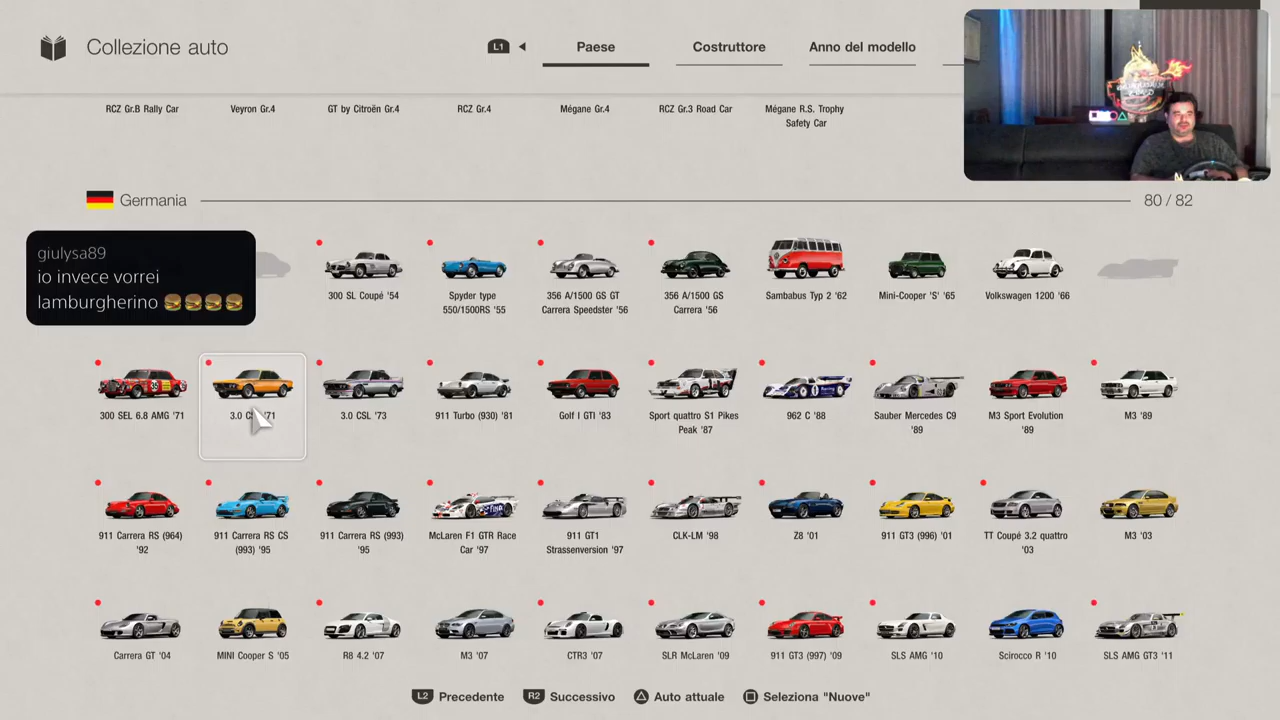 Collezione auto
L1
Paese
Costruttore
Anno del modello
RCZ Gr.B Rally Car
Veyron Gr.4
GT by Citroën Gr.4
RCZ Gr.4
Mégane Gr.4
RCZ Gr.3 Road Car
Mégane R.S. Trophy
Safety Car
Germania
80 / 82
giulysa89
io invece vorrei
lamburgherino 🍔🍔🍔🍔
300 SL Coupé '54
Spyder type
550/1500RS '55
356 A/1500 GS GT
Carrera Speedster '56
356 A/1500 GS
Carrera '56
Sambabus Typ 2 '62
Mini-Cooper 'S' '65
Volkswagen 1200 '66
300 SEL 6.8 AMG '71
3.0 CSL '71
3.0 CSL '73
911 Turbo (930) '81
Golf I GTI '83
Sport quattro S1 Pikes
Peak '87
962 C '88
Sauber Mercedes C9
'89
M3 Sport Evolution
'89
M3 '89
911 Carrera RS (964)
'92
911 Carrera RS CS
(993) '95
911 Carrera RS (993)
'95
McLaren F1 GTR Race
Car '97
911 GT1
Strassenversion '97
CLK-LM '98
Z8 '01
911 GT3 (996) '01
TT Coupé 3.2 quattro
'03
M3 '03
Carrera GT '04
MINI Cooper S '05
R8 4.2 '07
M3 '07
CTR3 '07
SLR McLaren '09
911 GT3 (997) '09
SLS AMG '10
Scirocco R '10
SLS AMG GT3 '11
L2 Precedente
R2 Successivo
Auto attuale
Seleziona "Nuove"